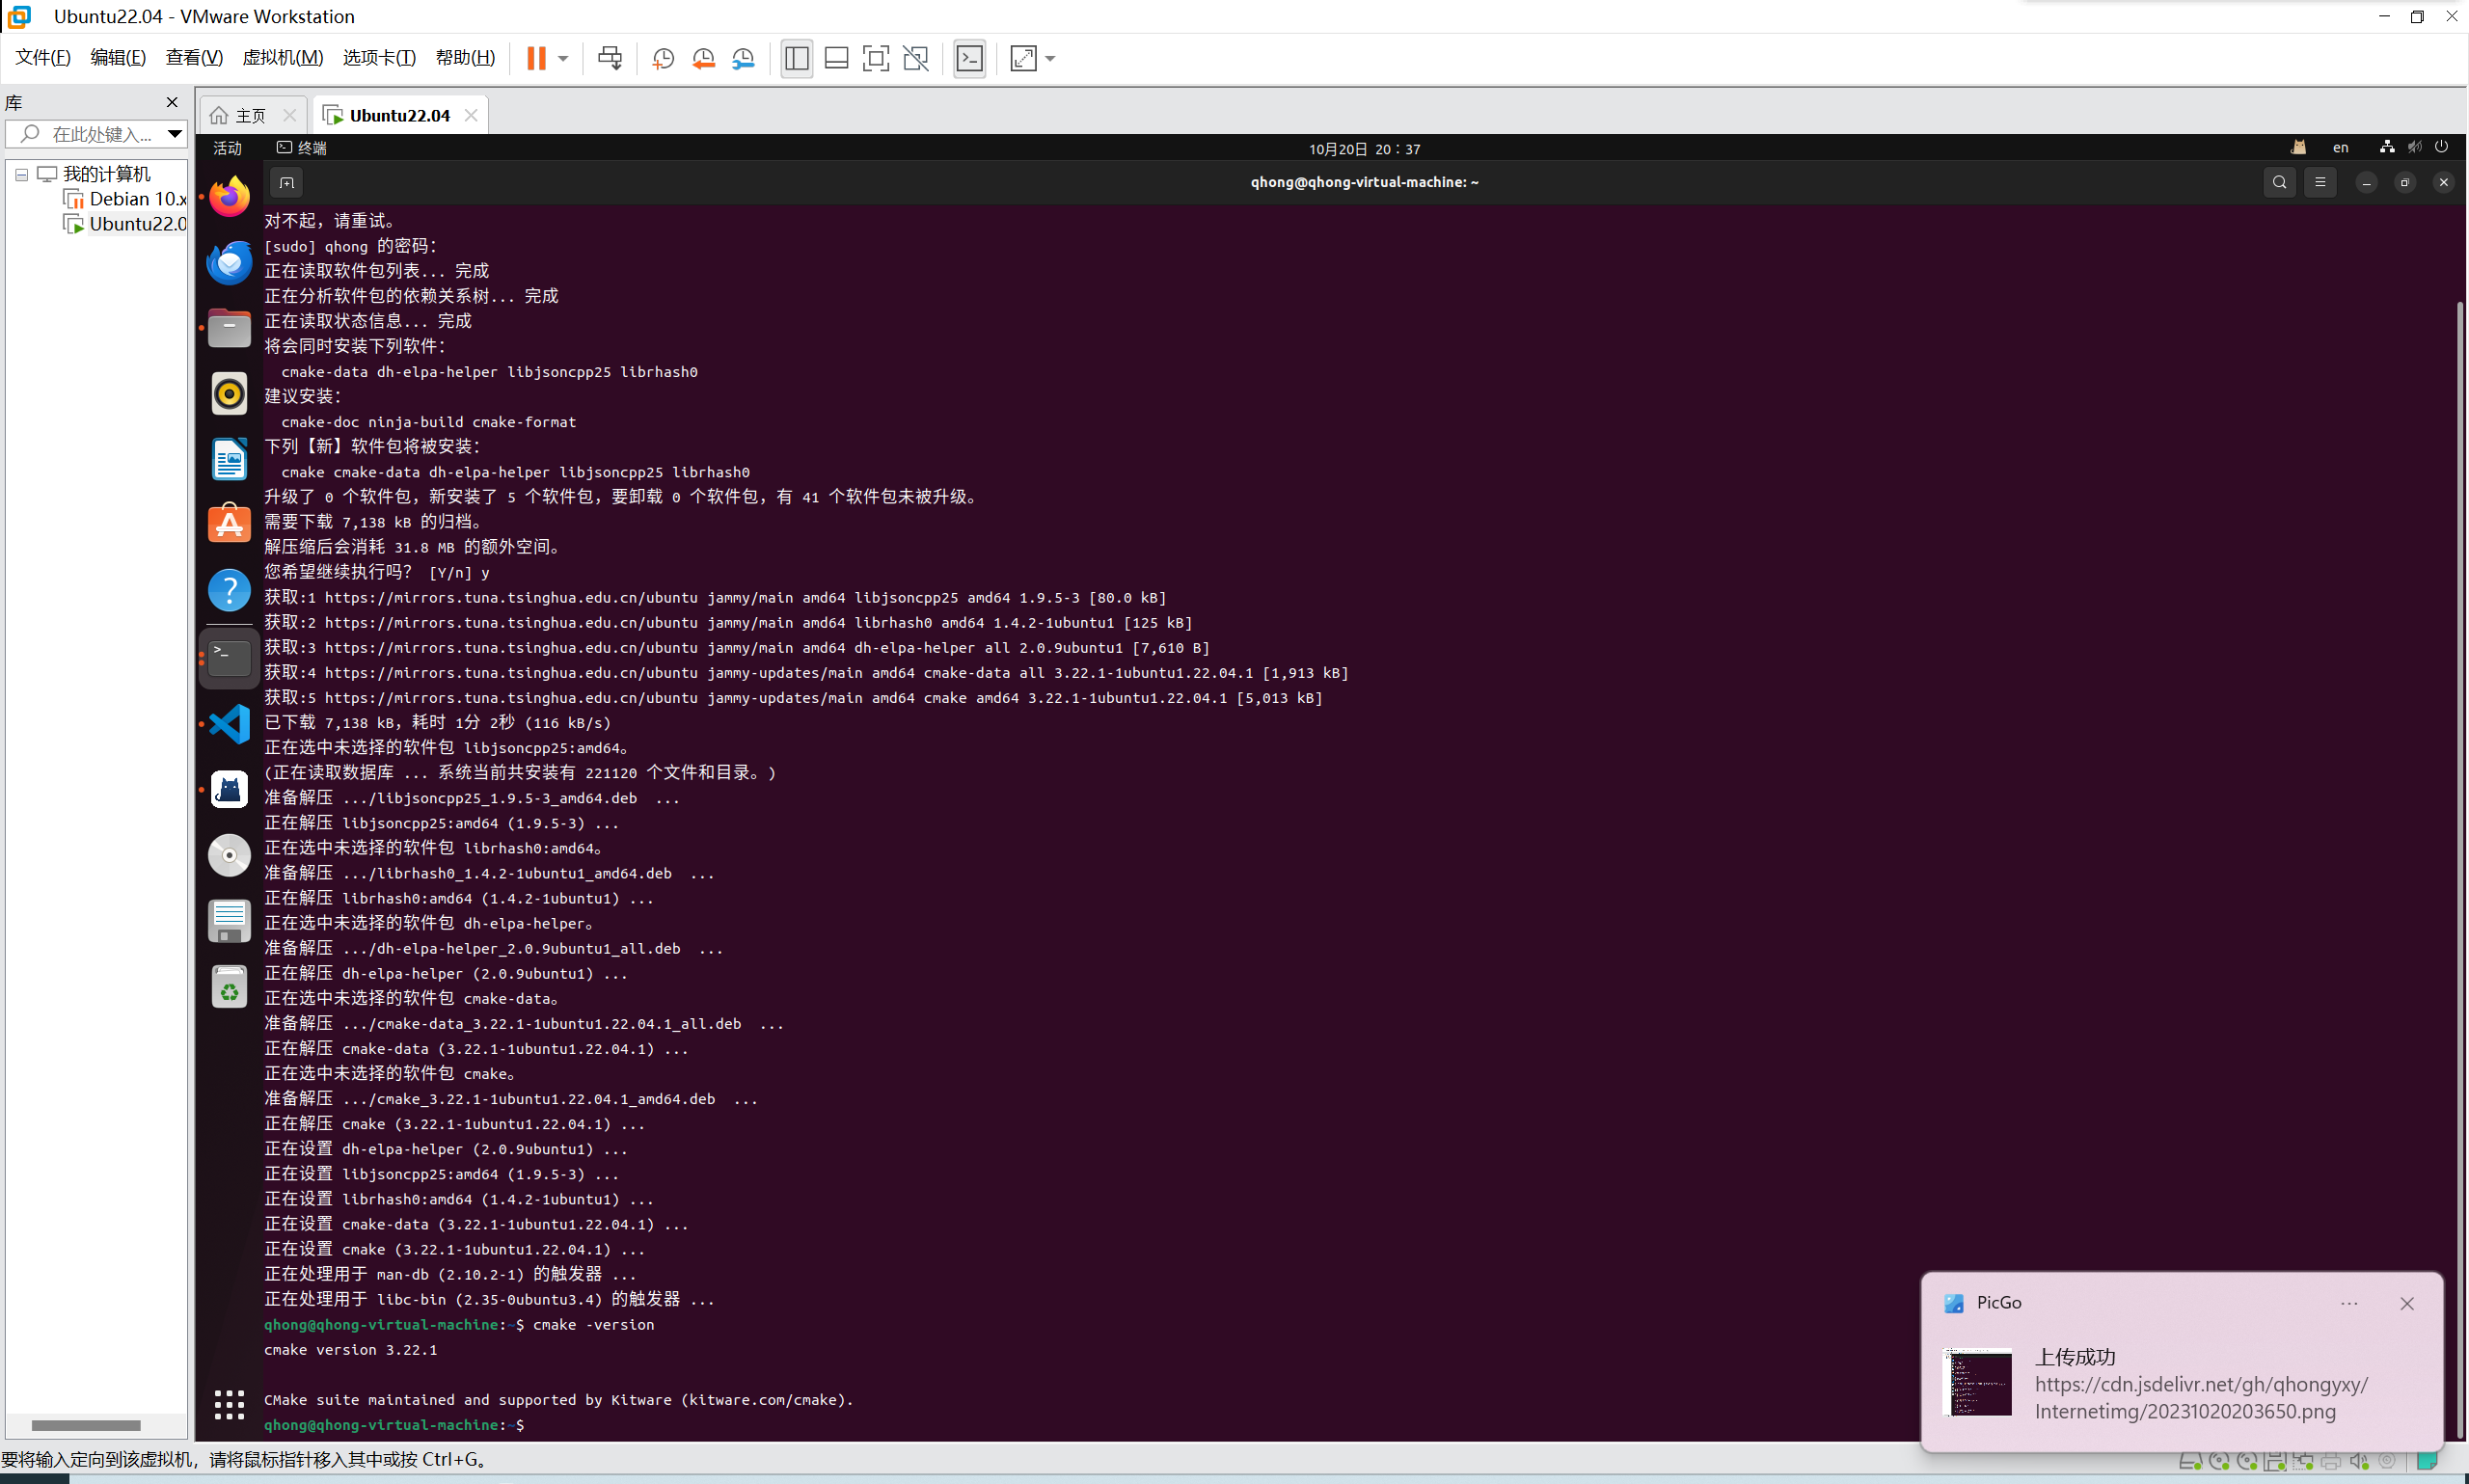 Ubuntu22.04 - VMware Workstation
文件(F) 编辑(E) 查看(V) 虚拟机(M) 选项卡(T) 帮助(H)
库
在此处键入...
我的计算机
Debian 10.x
Ubuntu22.0
主页
Ubuntu22.04
活动 终端 10月20日 20：37 en
qhong@qhong-virtual-machine: ~
对不起，请重试。
[sudo] qhong 的密码：
正在读取软件包列表... 完成
正在分析软件包的依赖关系树... 完成
正在读取状态信息... 完成
将会同时安装下列软件：
cmake-data dh-elpa-helper libjsoncpp25 librhash0
建议安装：
cmake-doc ninja-build cmake-format
下列【新】软件包将被安装：
cmake cmake-data dh-elpa-helper libjsoncpp25 librhash0
升级了 0 个软件包，新安装了 5 个软件包，要卸载 0 个软件包，有 41 个软件包未被升级。
需要下载 7,138 kB 的归档。
解压缩后会消耗 31.8 MB 的额外空间。
您希望继续执行吗？ [Y/n] y
获取:1 https://mirrors.tuna.tsinghua.edu.cn/ubuntu jammy/main amd64 libjsoncpp25 amd64 1.9.5-3 [80.0 kB]
获取:2 https://mirrors.tuna.tsinghua.edu.cn/ubuntu jammy/main amd64 librhash0 amd64 1.4.2-1ubuntu1 [125 kB]
获取:3 https://mirrors.tuna.tsinghua.edu.cn/ubuntu jammy/main amd64 dh-elpa-helper all 2.0.9ubuntu1 [7,610 B]
获取:4 https://mirrors.tuna.tsinghua.edu.cn/ubuntu jammy-updates/main amd64 cmake-data all 3.22.1-1ubuntu1.22.04.1 [1,913 kB]
获取:5 https://mirrors.tuna.tsinghua.edu.cn/ubuntu jammy-updates/main amd64 cmake amd64 3.22.1-1ubuntu1.22.04.1 [5,013 kB]
已下载 7,138 kB，耗时 1分 2秒 (116 kB/s)
正在选中未选择的软件包 libjsoncpp25:amd64。
(正在读取数据库 ... 系统当前共安装有 221120 个文件和目录。)
准备解压 .../libjsoncpp25_1.9.5-3_amd64.deb  ...
正在解压 libjsoncpp25:amd64 (1.9.5-3) ...
正在选中未选择的软件包 librhash0:amd64。
准备解压 .../librhash0_1.4.2-1ubuntu1_amd64.deb  ...
正在解压 librhash0:amd64 (1.4.2-1ubuntu1) ...
正在选中未选择的软件包 dh-elpa-helper。
准备解压 .../dh-elpa-helper_2.0.9ubuntu1_all.deb  ...
正在解压 dh-elpa-helper (2.0.9ubuntu1) ...
正在选中未选择的软件包 cmake-data。
准备解压 .../cmake-data_3.22.1-1ubuntu1.22.04.1_all.deb  ...
正在解压 cmake-data (3.22.1-1ubuntu1.22.04.1) ...
正在选中未选择的软件包 cmake。
准备解压 .../cmake_3.22.1-1ubuntu1.22.04.1_amd64.deb  ...
正在解压 cmake (3.22.1-1ubuntu1.22.04.1) ...
正在设置 dh-elpa-helper (2.0.9ubuntu1) ...
正在设置 libjsoncpp25:amd64 (1.9.5-3) ...
正在设置 librhash0:amd64 (1.4.2-1ubuntu1) ...
正在设置 cmake-data (3.22.1-1ubuntu1.22.04.1) ...
正在设置 cmake (3.22.1-1ubuntu1.22.04.1) ...
正在处理用于 man-db (2.10.2-1) 的触发器 ...
正在处理用于 libc-bin (2.35-0ubuntu3.4) 的触发器 ...
qhong@qhong-virtual-machine:~$ cmake -version
cmake version 3.22.1
CMake suite maintained and supported by Kitware (kitware.com/cmake).
qhong@qhong-virtual-machine:~$
PicGo
上传成功
https://cdn.jsdelivr.net/gh/qhongyxy/
Internetimg/20231020203650.png
要将输入定向到该虚拟机，请将鼠标指针移入其中或按 Ctrl+G。